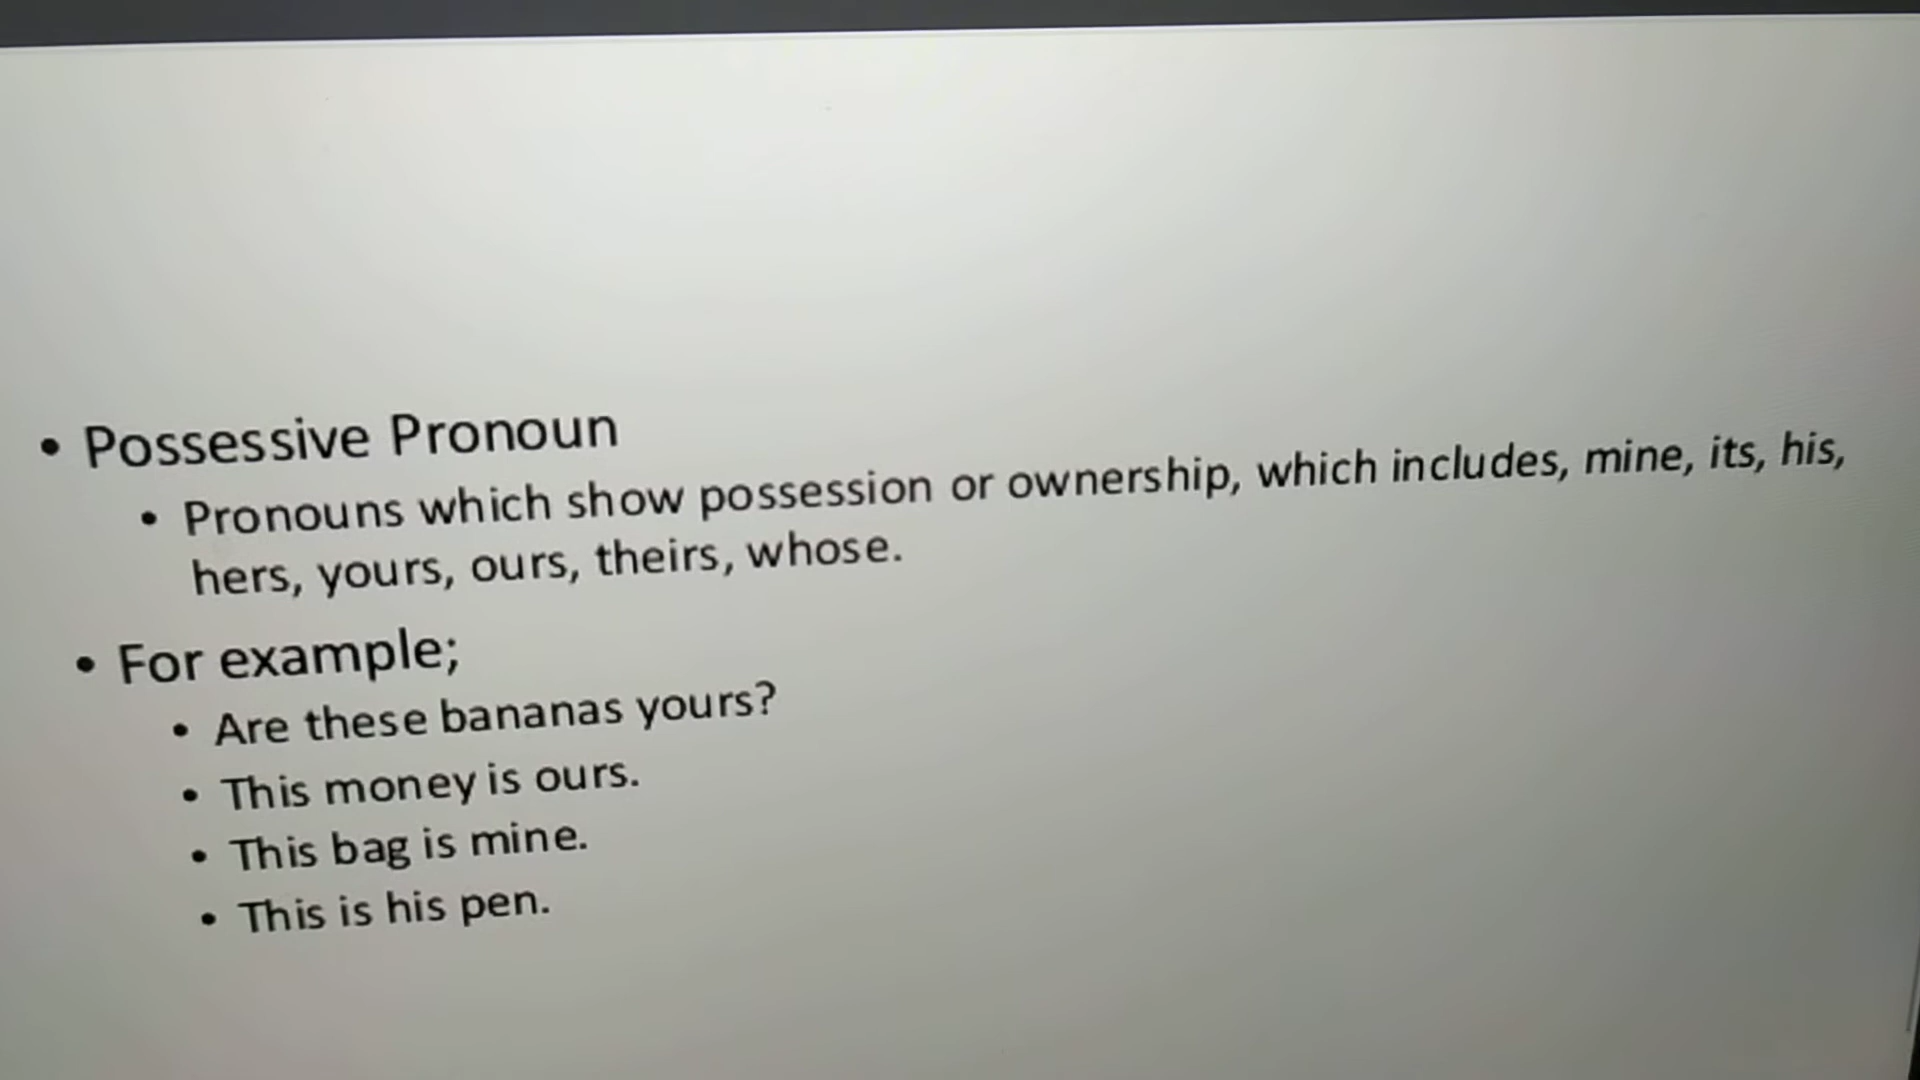 • Possessive Pronoun
• Pronouns which show possession or ownership, which includes, mine, its, his,
hers, yours, ours, theirs, whose.
• For example;
• Are these bananas yours?
• This money is ours.
• This bag is mine.
• This is his pen.